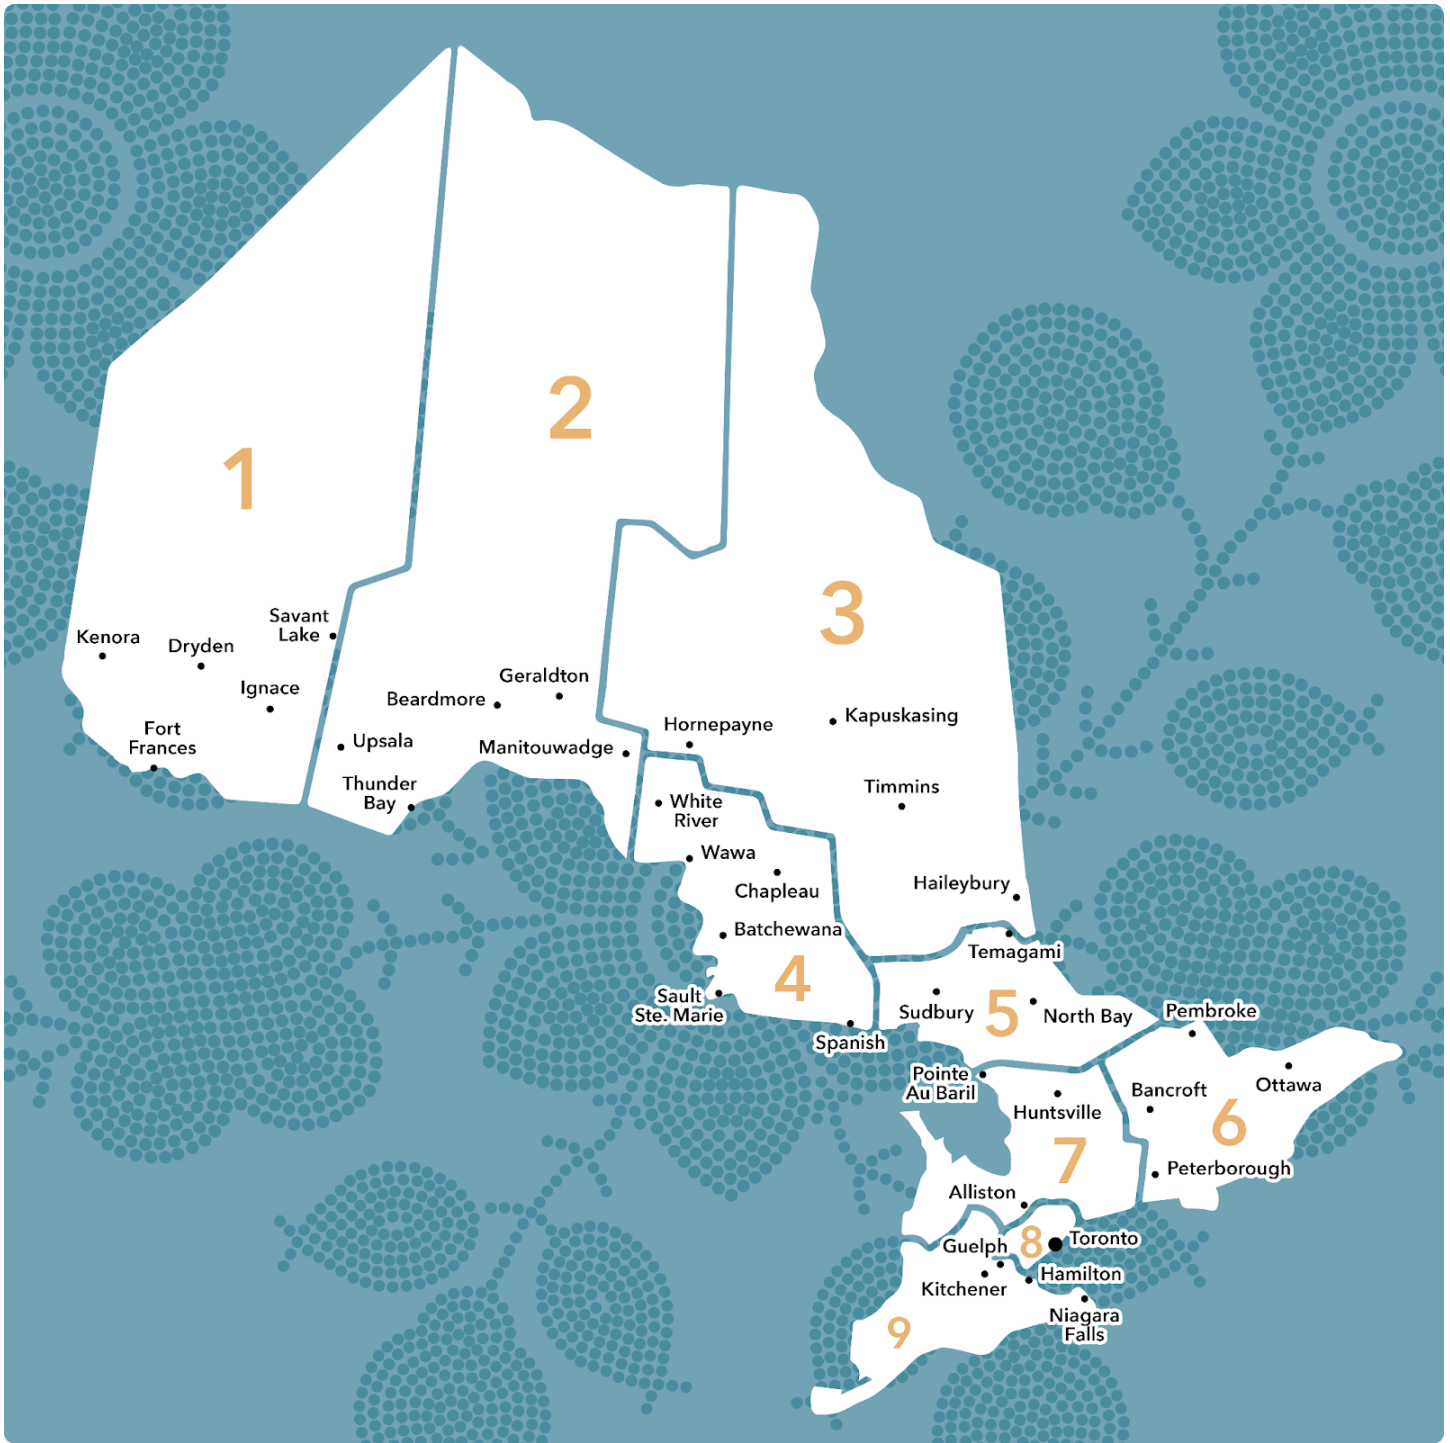 1
2
3
Savant
Lake
Kenora
Dryden
Ignace
Fort
Frances
Geraldton
Beardmore
Upsala
Manitouwadge
Thunder
Bay
Hornepayne
Kapuskasing
Timmins
Haileybury
White
River
Wawa
Chapleau
Batchewana
4
Sault
Ste. Marie
Spanish
Temagami
Sudbury
5
North Bay
Pembroke
Pointe
Au Baril
Huntsville
Bancroft
Ottawa
6
7
Peterborough
Alliston
8
Toronto
Guelph
Kitchener
Hamilton
Niagara
Falls
9